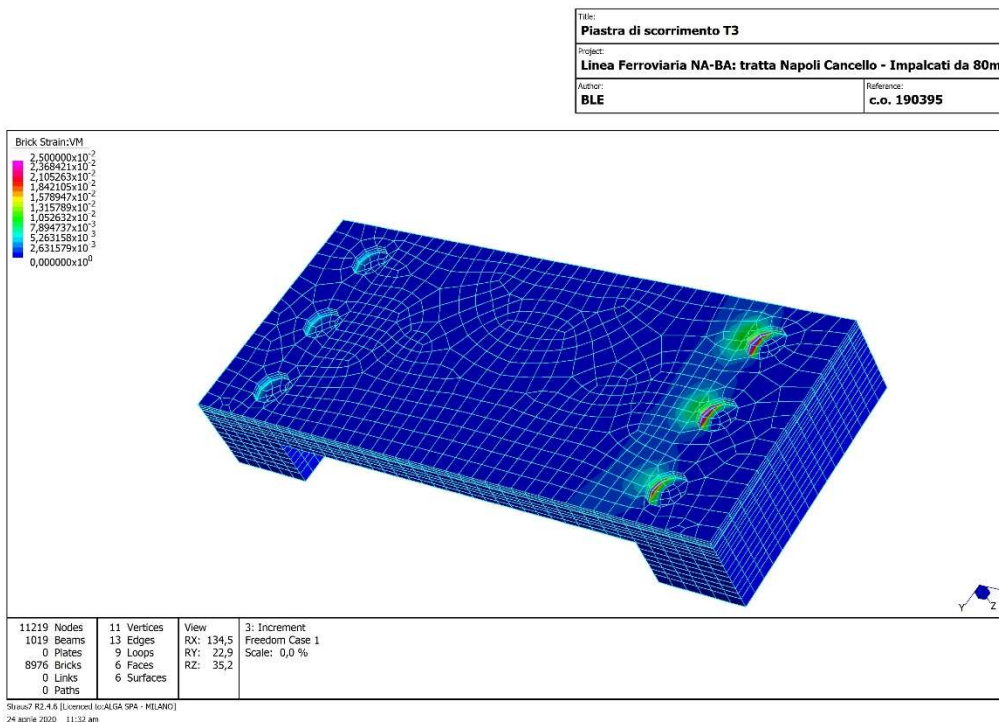 Title:
Piastra di scorrimento T3
Project:
Linea Ferroviaria NA-BA: tratta Napoli Cancello - Impalcati da 80m
Author:
BLE
Reference:
c.o. 190395
Brick Strain:VM
2,500000x10-2
2,368421x10-2
2,105263x10-2
1,842105x10-2
1,578947x10-2
1,315789x10-2
1,052632x10-2
7,894737x10-3
5,263158x10-3
2,631579x10-3
0,000000x100
Y
Z
11219 Nodes
1019 Beams
0 Plates
8976 Bricks
0 Links
0 Paths
11 Vertices
13 Edges
9 Loops
6 Faces
6 Surfaces
View
RX: 134,5
RY: 22,9
RZ: 35,2
3: Increment
Freedom Case 1
Scale: 0,0 %
Straus7 R2.4.6 [Licenced to:ALGA SPA - MILANO]
24 aprile 2020 11:32 am